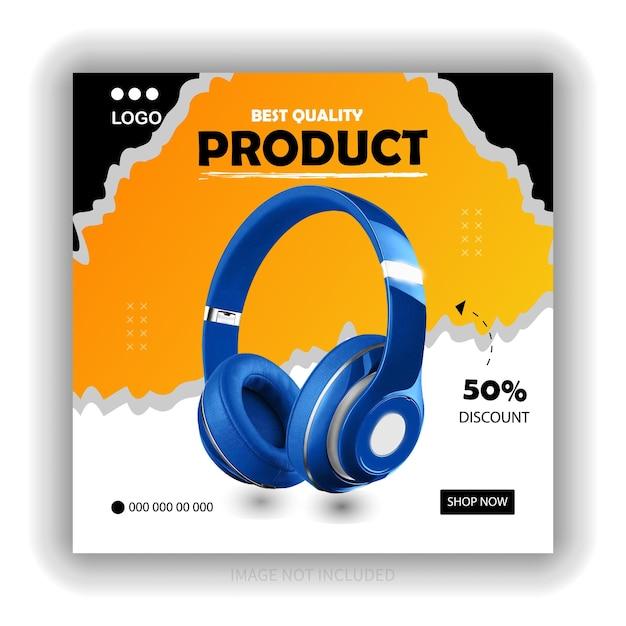 LOGO
BEST QUALITY
PRODUCT
50%
DISCOUNT
000 000 00 000
SHOP NOW
IMAGE NOT INCLUDED